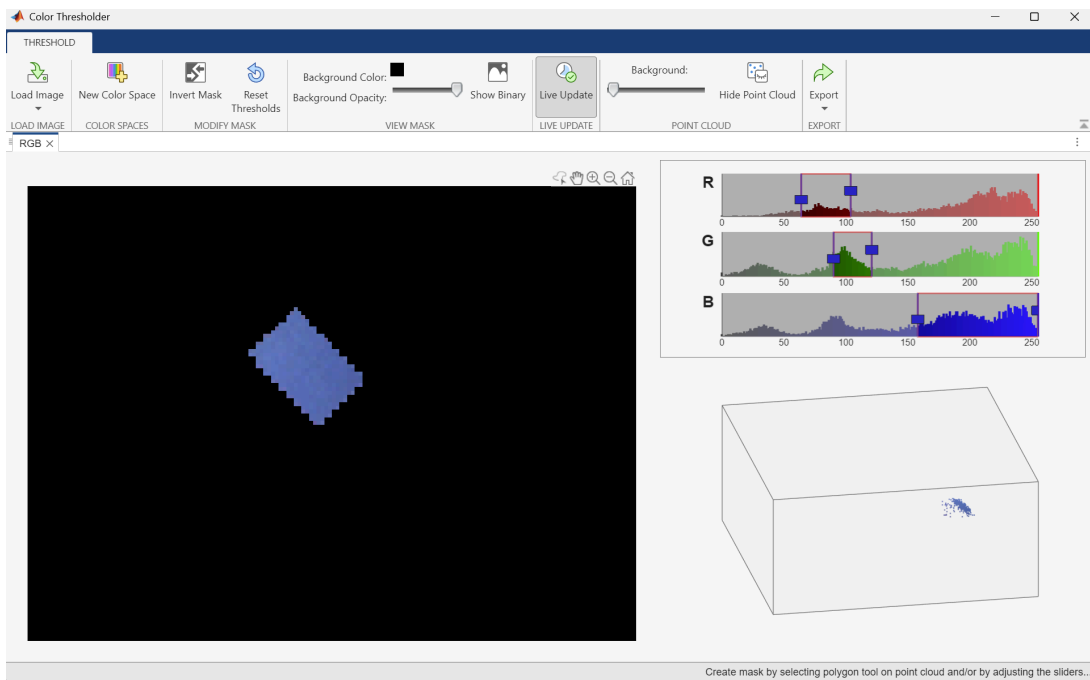 Color Thresholder
THRESHOLD
Load Image
New Color Space
Invert Mask
Reset
Thresholds
Background Color:
Background Opacity:
Show Binary
Live Update
Background:
Hide Point Cloud
Export
LOAD IMAGE
COLOR SPACES
MODIFY MASK
VIEW MASK
LIVE UPDATE
POINT CLOUD
EXPORT
RGB
R
0 50 100 150 200 250
G
0 50 100 150 200 250
B
0 50 100 150 200 250
Create mask by selecting polygon tool on point cloud and/or by adjusting the sliders..